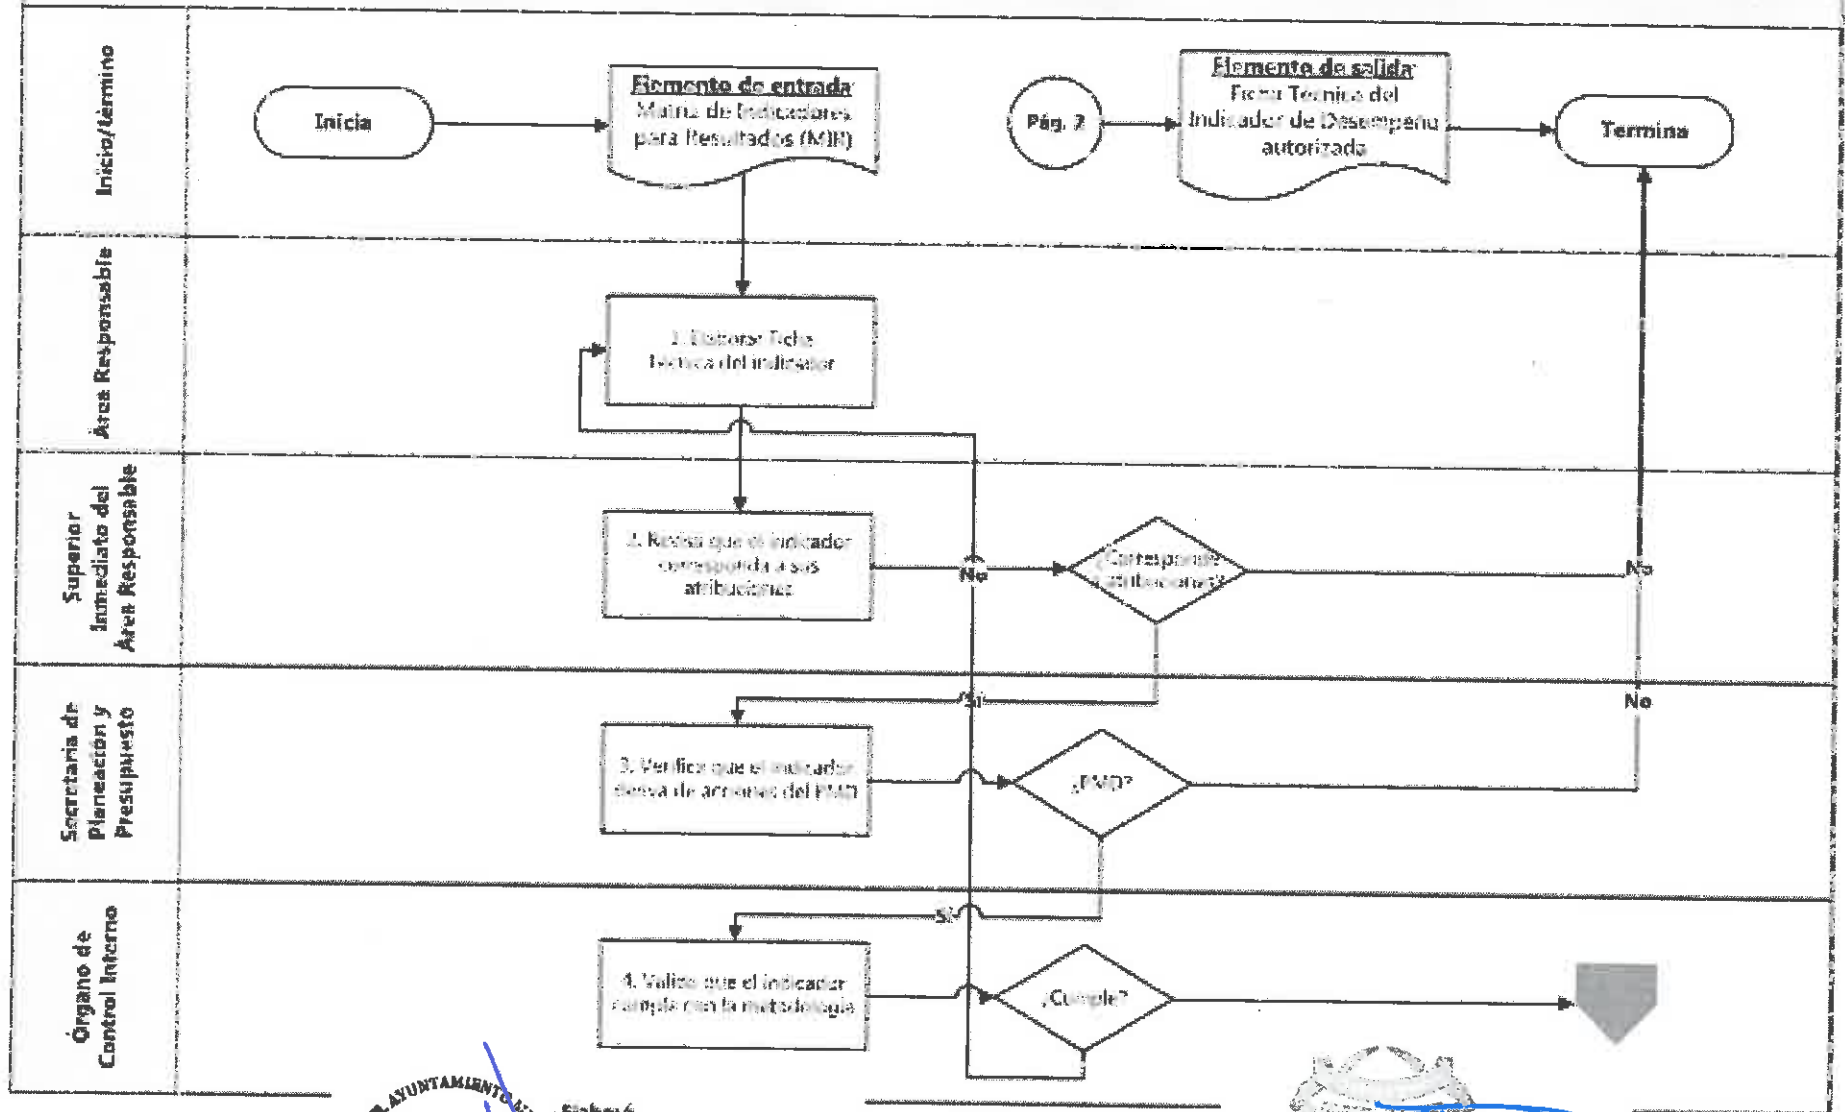 Inicio/término
Inicia
Elemento de entrada
Matriz de Indicadores
para Resultados (MIR)
Pág. 2
Elemento de salida
Ficha Técnica del
Indicador de Desempeño
autorizada
Termina
Área Responsable
1. Elaborar Ficha
Técnica del indicador
Superior
Inmediato del
Área Responsable
2. Revisa que el indicador
corresponda a sus
atribuciones
No
¿Corresponde
atribuciones?
No
Secretaría de
Planeación y
Presupuesto
Sí
3. Verifica que el indicador
deriva de acciones del PMD
¿PMD?
No
Órgano de
Control Interno
Sí
4. Valida que el indicador
cumpla con la metodología
¿Cumple?
AYUNTAMIENTO